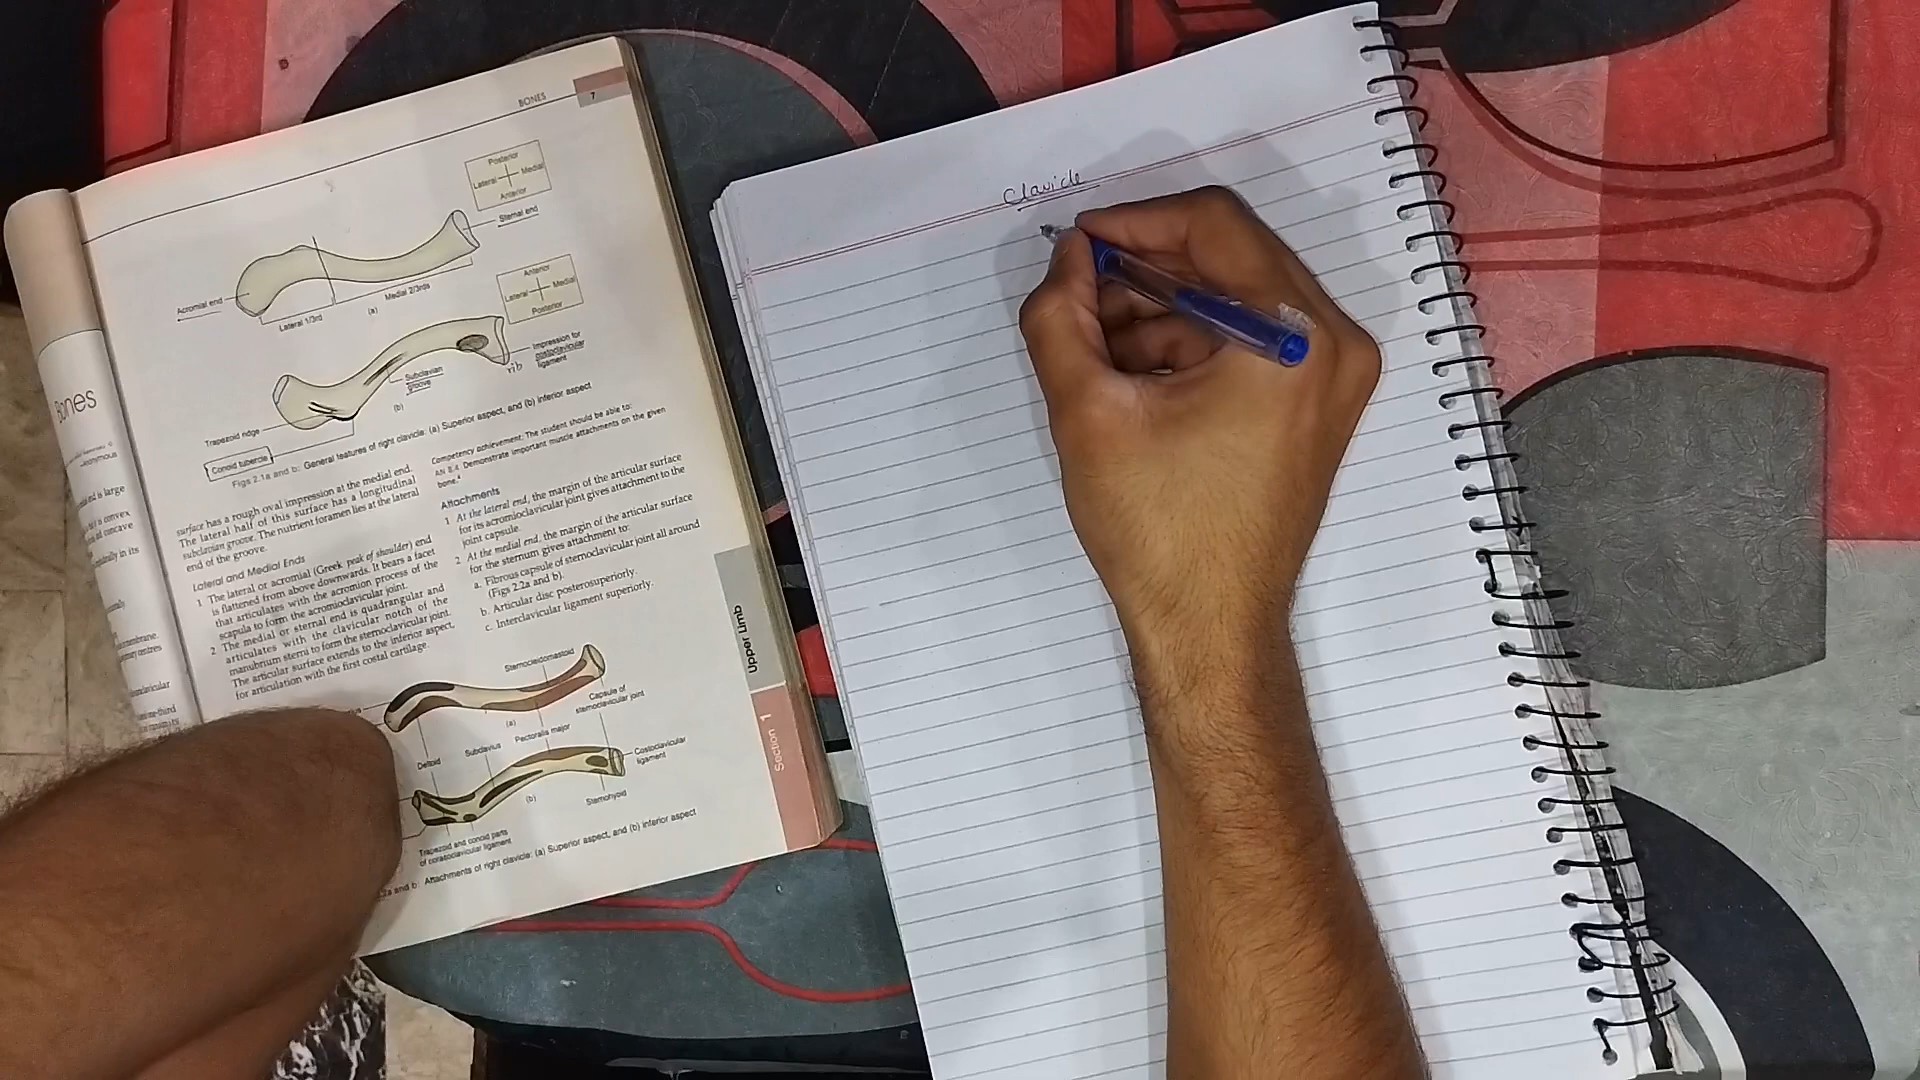 BONES
7
Posterior
Lateral
Medial
Anterior
Sternal end
Acromial end
Lateral 1/3rd
(a)
Medial 2/3rds
Anterior
Lateral
Medial
Posterior
Impression for
costoclavicular
ligament
rib
Subclavian
groove
(b)
Trapezoid ridge
Conoid tubercle
Figs 2.1a and b: General features of right clavicle: (a) Superior aspect, and (b) inferior aspect
surface has a rough oval impression at the medial end.
The lateral half of this surface has a longitudinal
subclavian groove. The nutrient foramen lies at the lateral
end of the groove.
Lateral and Medial Ends
1 The lateral or acromial (Greek peak of shoulder) end
is flattened from above downwards. It bears a facet
that articulates with the acromion process of the
scapula to form the acromioclavicular joint.
2 The medial or sternal end is quadrangular and
articulates with the clavicular notch of the
manubrium sterni to form the sternoclavicular joint.
The articular surface extends to the inferior aspect,
for articulation with the first costal cartilage.
Competency achievement: The student should be able to:
AN 8.4 Demonstrate important muscle attachments on the given
bone.⁴
Attachments
1 At the lateral end, the margin of the articular surface
for its acromioclavicular joint gives attachment to the
joint capsule.
2 At the medial end, the margin of the articular surface
for the sternum gives attachment to:
a. Fibrous capsule of sternoclavicular joint all around
(Figs 2.2a and b).
b. Articular disc posterosuperiorly.
c. Interclavicular ligament superiorly.
Sternocleidomastoid
Capsule of
sternoclavicular joint
(a)
Pectoralis major
Deltoid
Subclavius
Costoclavicular
ligament
(b)
Sternohyoid
Trapezoid and conoid parts
of coracoclavicular ligament
2a and b: Attachments of right clavicle: (a) Superior aspect, and (b) inferior aspect
Upper Limb
Section 1
Bones
is large
a convex
concave
in its
membrane.
centres
Clavicle